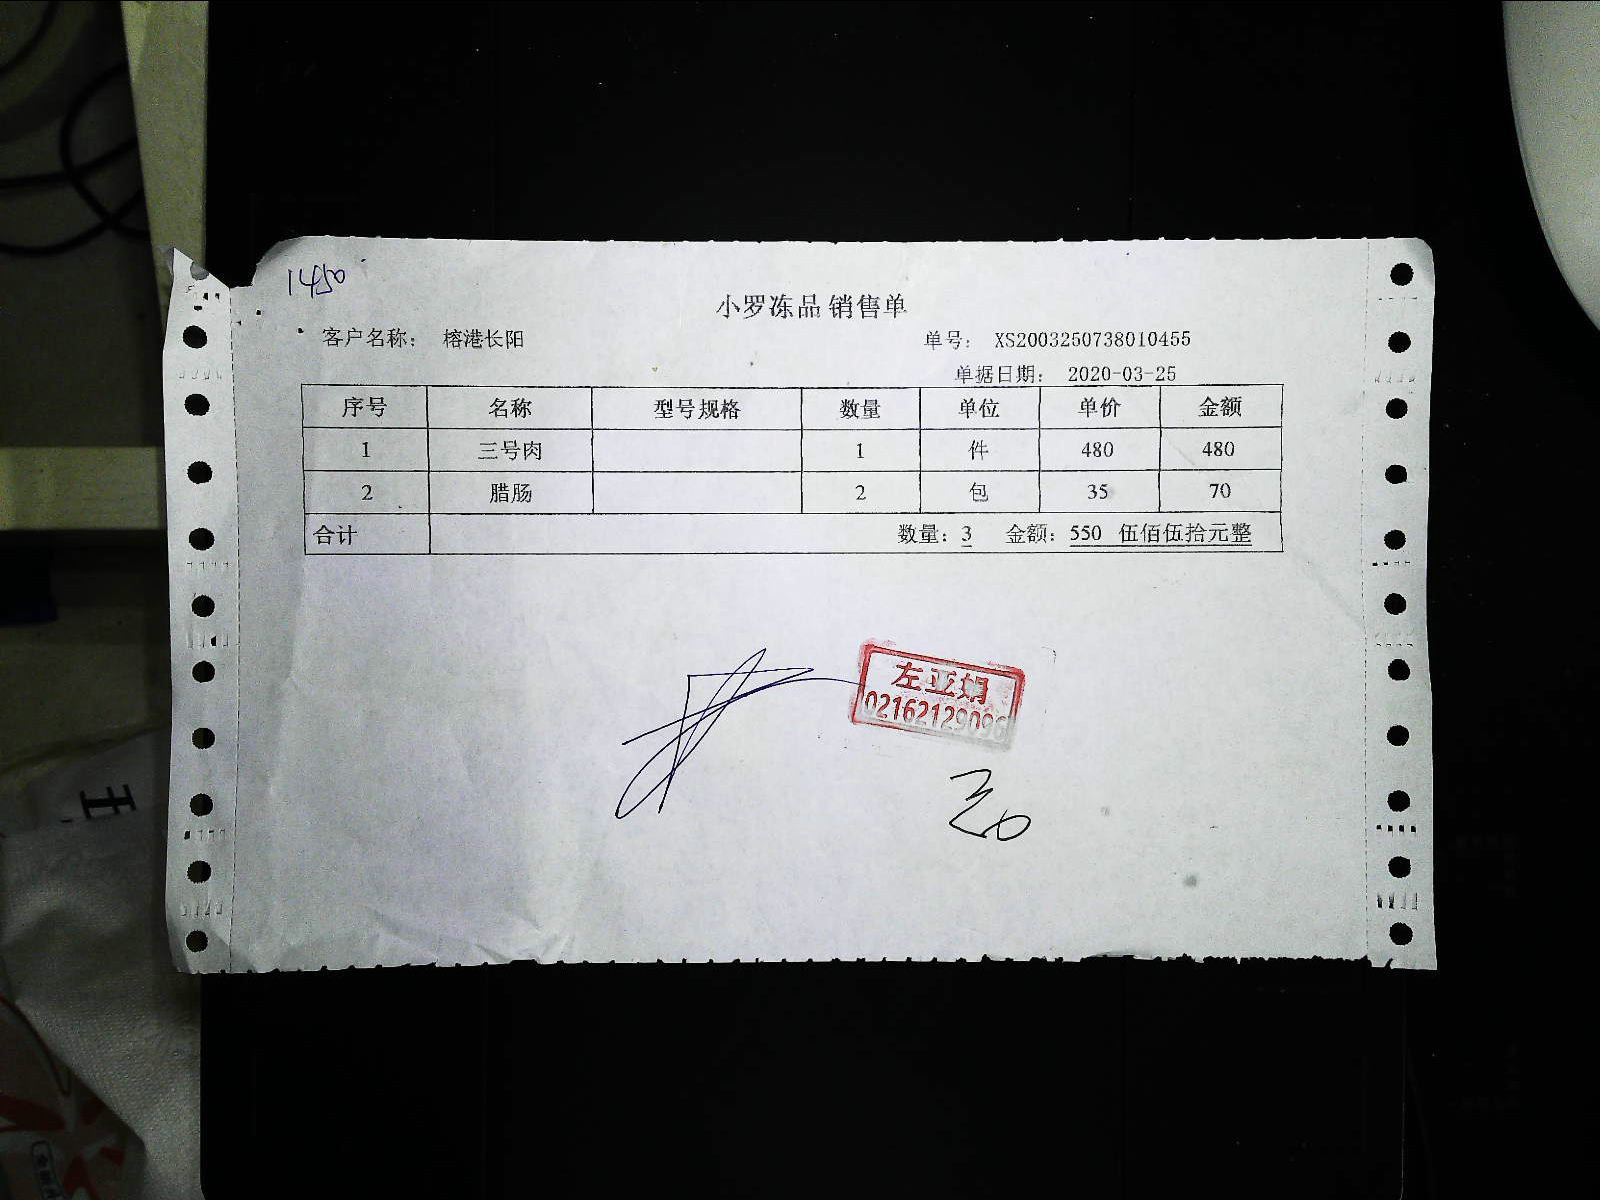 1450
小罗冻品 销售单
客户名称： 榕港长阳 单号： XS2003250738010455
单据日期： 2020-03-25
序号 名称 型号规格 数量 单位 单价 金额
1 三号肉 1 件 480 480
2 腊肠 2 包 35 70
合计 数量：3 金额：550 伍佰伍拾元整
左亚娟
02162129096